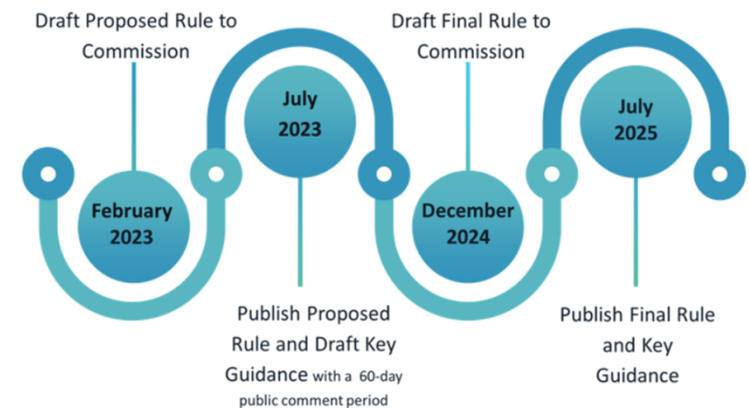 Draft Proposed Rule to
Commission
February
2023
July
2023
Publish Proposed
Rule and Draft Key
Guidance with a 60-day
public comment period
Draft Final Rule to
Commission
December
2024
July
2025
Publish Final Rule
and Key
Guidance